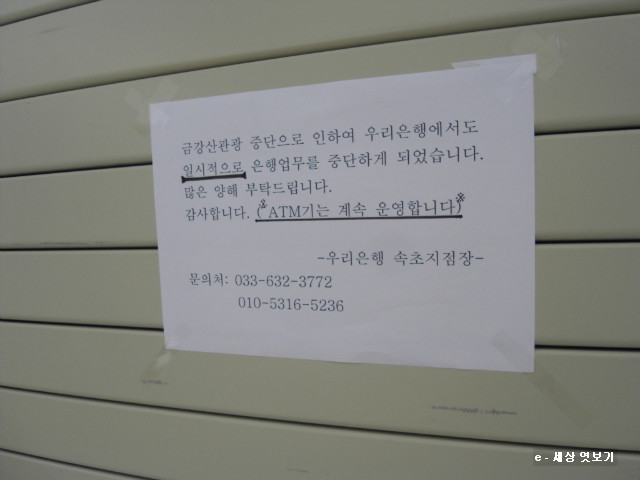 금강산관광 중단으로 인하여 우리은행에서도
일시적으로 은행업무를 중단하게 되었습니다.
많은 양해 부탁드립니다.
감사합니다. (※ATM기는 계속 운영합니다)※
-우리은행 속초지점장-
문의처: 033-632-3772
010-5316-5236
e - 세상 엿보기